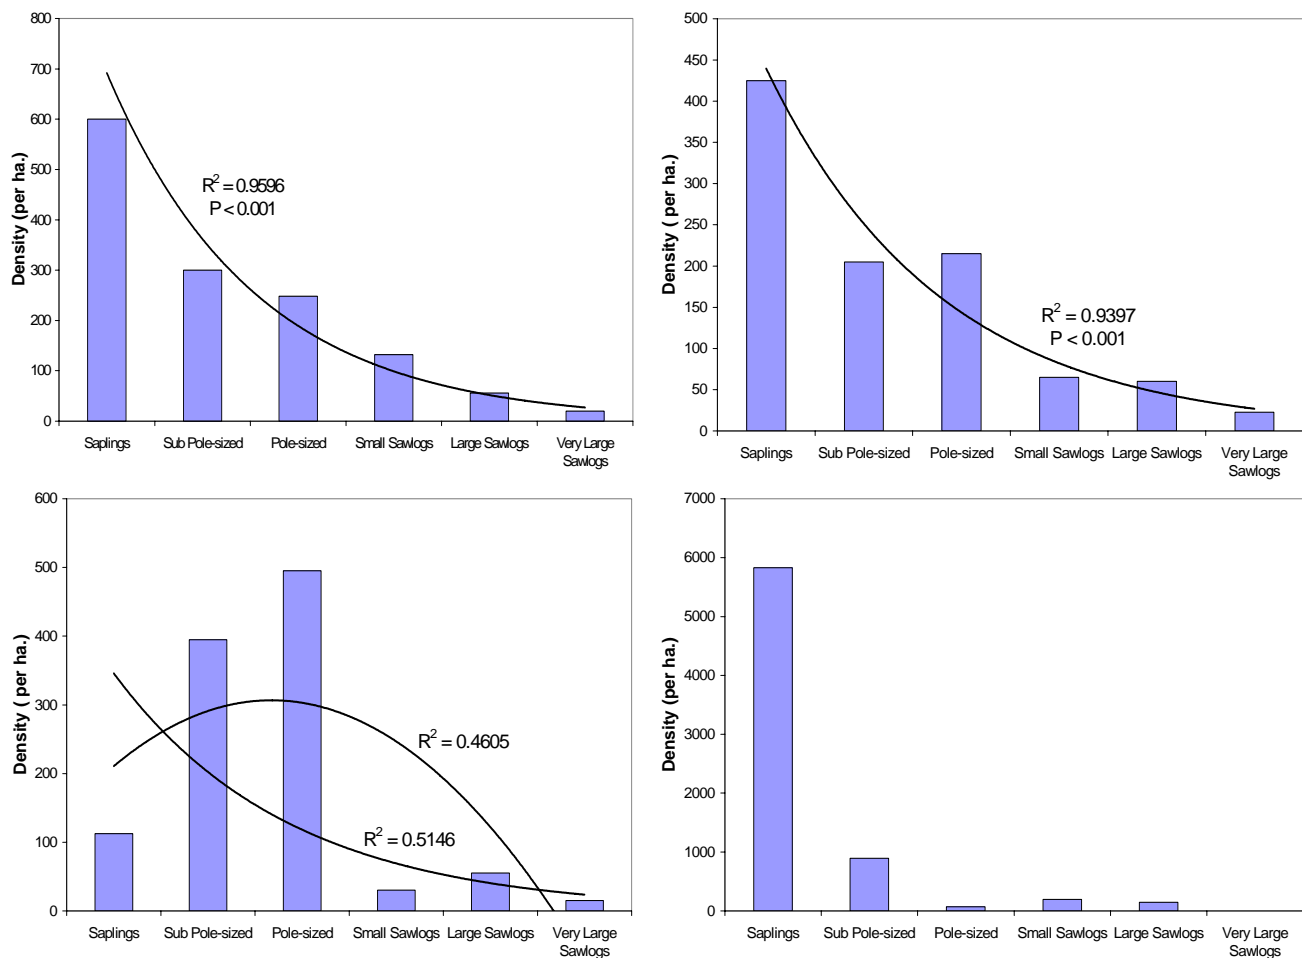 800
700
600
500
400
300
200
100
0
Density (per ha.)
R² = 0.9596
P < 0.001
Saplings
Sub Pole-sized
Pole-sized
Small Sawlogs
Large Sawlogs
Very Large
Sawlogs
500
450
400
350
300
250
200
150
100
50
0
Density ( per ha.)
R² = 0.9397
P < 0.001
Saplings
Sub Pole-sized
Pole-sized
Small Sawlogs
Large Sawlogs
Very Large
Sawlogs
600
500
400
300
200
100
0
Density ( per ha.)
R² = 0.4605
R² = 0.5146
Saplings
Sub Pole-sized
Pole-sized
Small Sawlogs
Large Sawlogs
Very Large
Sawlogs
7000
6000
5000
4000
3000
2000
1000
0
Density (per ha.)
Saplings
Sub Pole-sized
Pole-sized
Small Sawlogs
Large Sawlogs
Very Large
Sawlogs